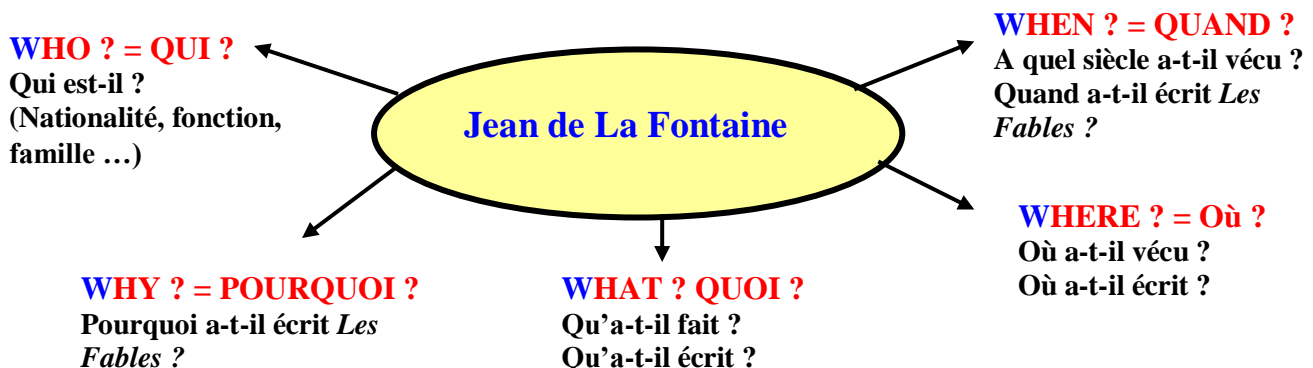 WHO ? = QUI ?
Qui est-il ?
(Nationalité, fonction,
famille …)
Jean de La Fontaine
WHEN ? = QUAND ?
A quel siècle a-t-il vécu ?
Quand a-t-il écrit Les
Fables ?
WHERE ? = Où ?
Où a-t-il vécu ?
Où a-t-il écrit ?
WHY ? = POURQUOI ?
Pourquoi a-t-il écrit Les
Fables ?
WHAT ? QUOI ?
Qu’a-t-il fait ?
Qu’a-t-il écrit ?